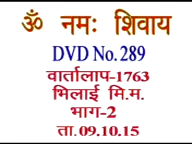 ॐ नमः शिवाय
DVD No. 289
वार्तालाप-1763
भिलाई मि.म.
भाग-2
ता.09.10.15